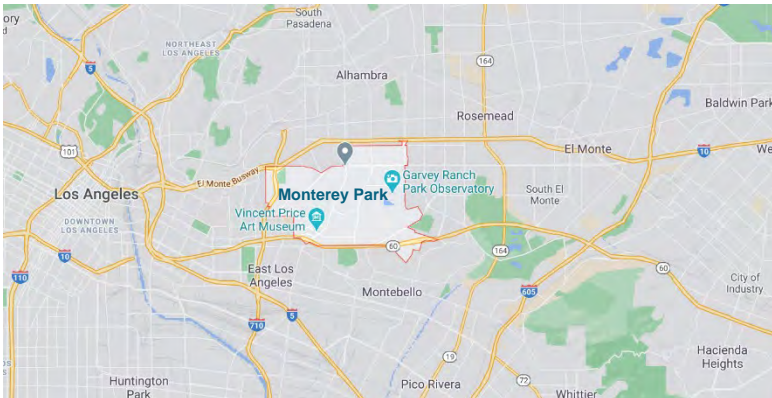 ory
d
South
Pasadena
NORTHEAST
LOS ANGELES
5
Alhambra
164
Rosemead
Baldwin Park
101
El Monte
10
We
El Monte Busway
Garvey Ranch
Park Observatory
Los Angeles
Monterey Park
South El
Monte
Vincent Price
Art Museum
DOWNTOWN
LOS ANGELES
60
164
10
East Los
Angeles
60
110
City of
Industry
Montebello
605
5
710
Hacienda
Heights
19
Huntington
Park
Pico Rivera
72
Whittier